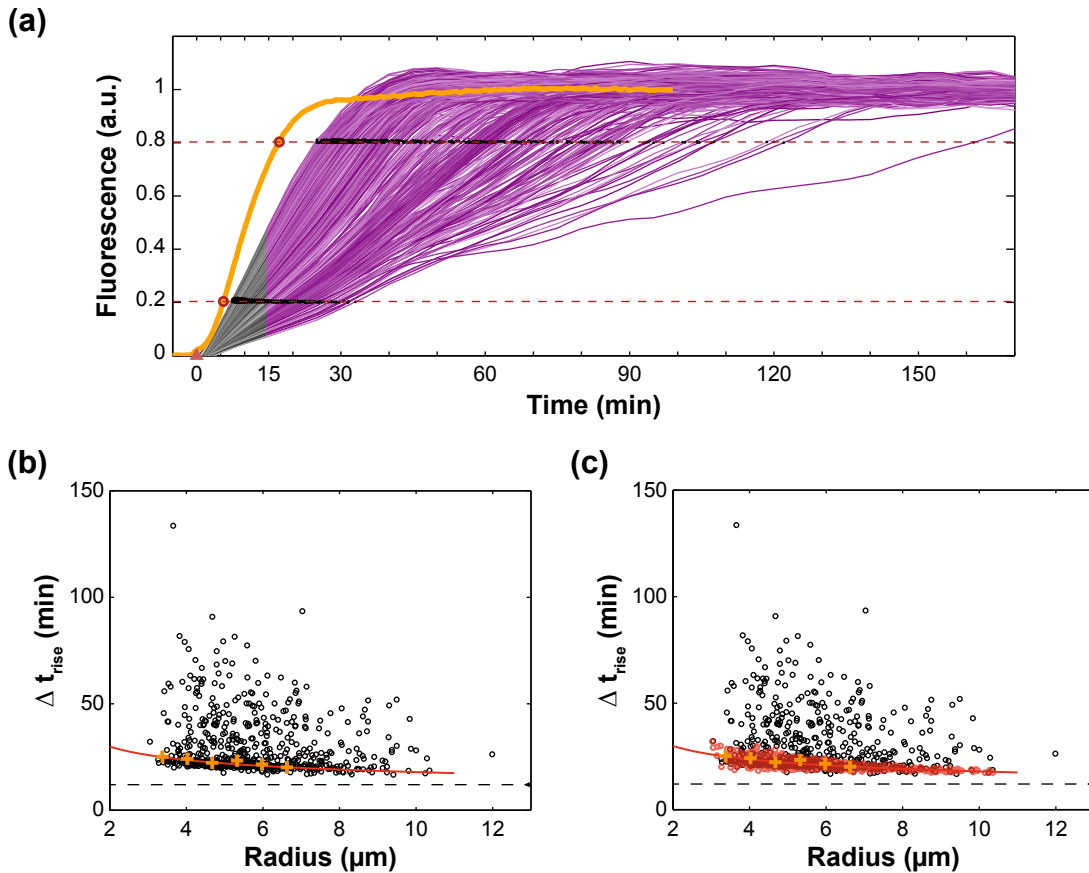 (a)
Fluorescence (a.u.)
1
0.8
0.6
0.4
0.2
0
0 15 30 60 90 120 150
Time (min)
(b)
Δ t_rise (min)
150
100
50
0
2 4 6 8 10 12
Radius (μm)
(c)
Δ t_rise (min)
150
100
50
0
2 4 6 8 10 12
Radius (μm)